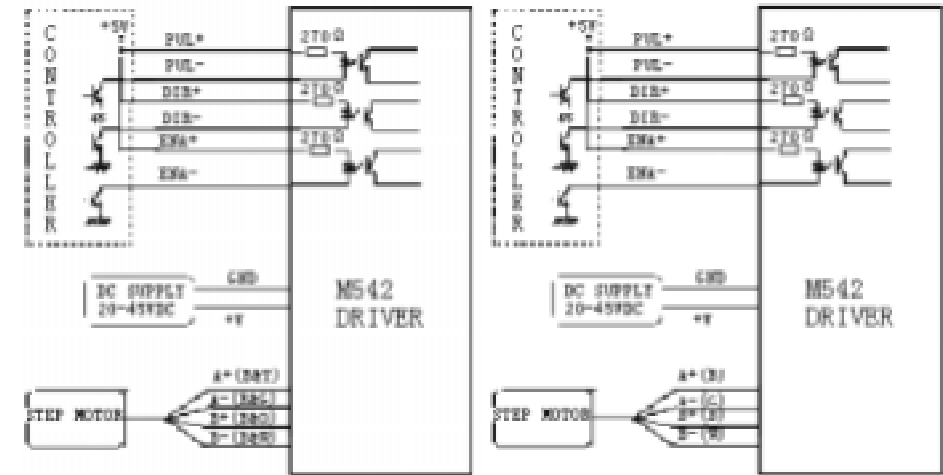 CONTROLLER
+5V
PUL+
270Ω
PUL-
DIR+
270Ω
DIR-
ENA+
270Ω
ENA-
DC SUPPLY
20-45VDC
GND
+V
M542
DRIVER
STEP MOTOR
A+
A-
B+
B-
CONTROLLER
+5V
PUL+
270Ω
PUL-
DIR+
270Ω
DIR-
ENA+
270Ω
ENA-
DC SUPPLY
20-45VDC
GND
+V
M542
DRIVER
STEP MOTOR
A+(R)
A-(G)
B+
B-(W)